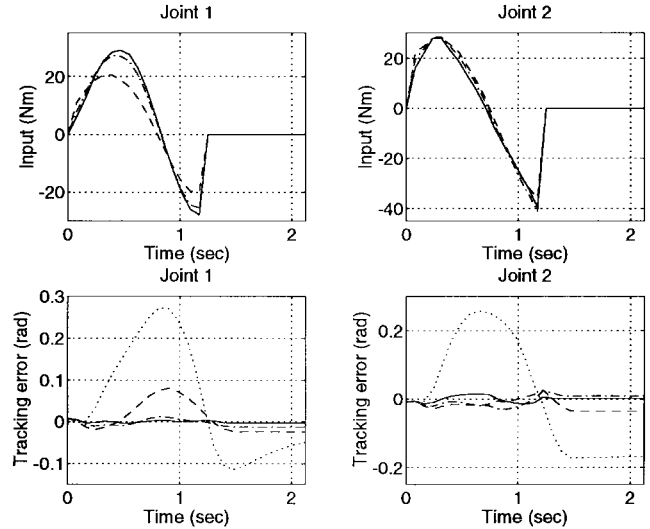 Joint 1
Joint 2
Input (Nm)
20
0
-20
0
1
2
Time (sec)
Input (Nm)
20
0
-20
-40
0
1
2
Time (sec)
Joint 1
Joint 2
Tracking error (rad)
0.3
0.2
0.1
0
-0.1
0
1
2
Time (sec)
Tracking error (rad)
0.2
0
-0.2
0
1
2
Time (sec)